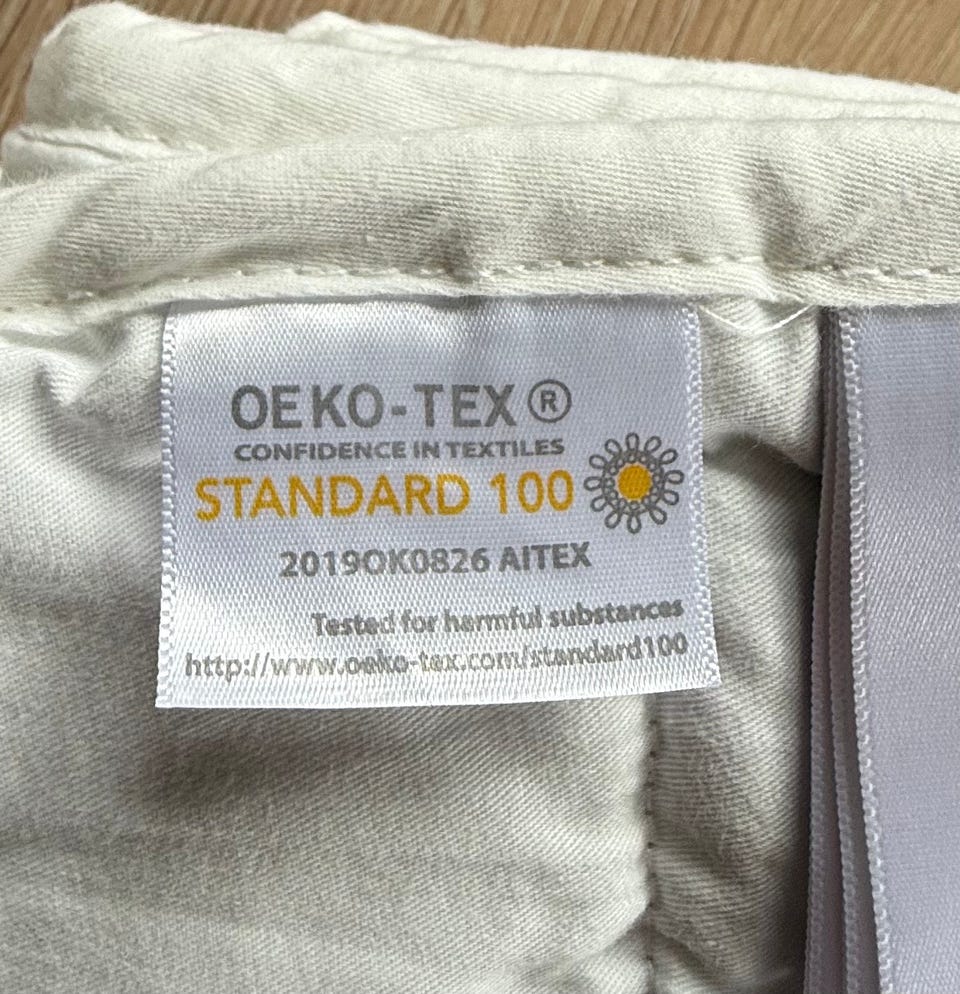 OEKO-TEX®
CONFIDENCE IN TEXTILES
STANDARD 100
2019OK0826 AITEX
Tested for harmful substances
http://www.oeko-tex.com/standard100